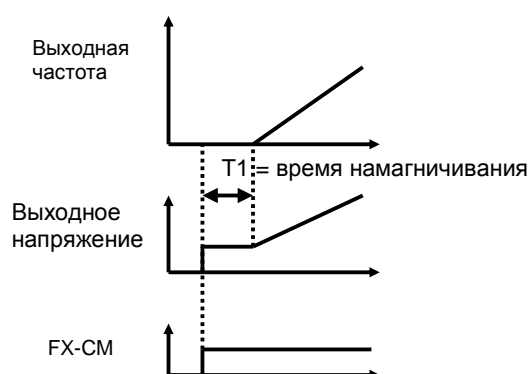 Выходная
частота
T1 = время намагничивания
Выходное
напряжение
FX-CM